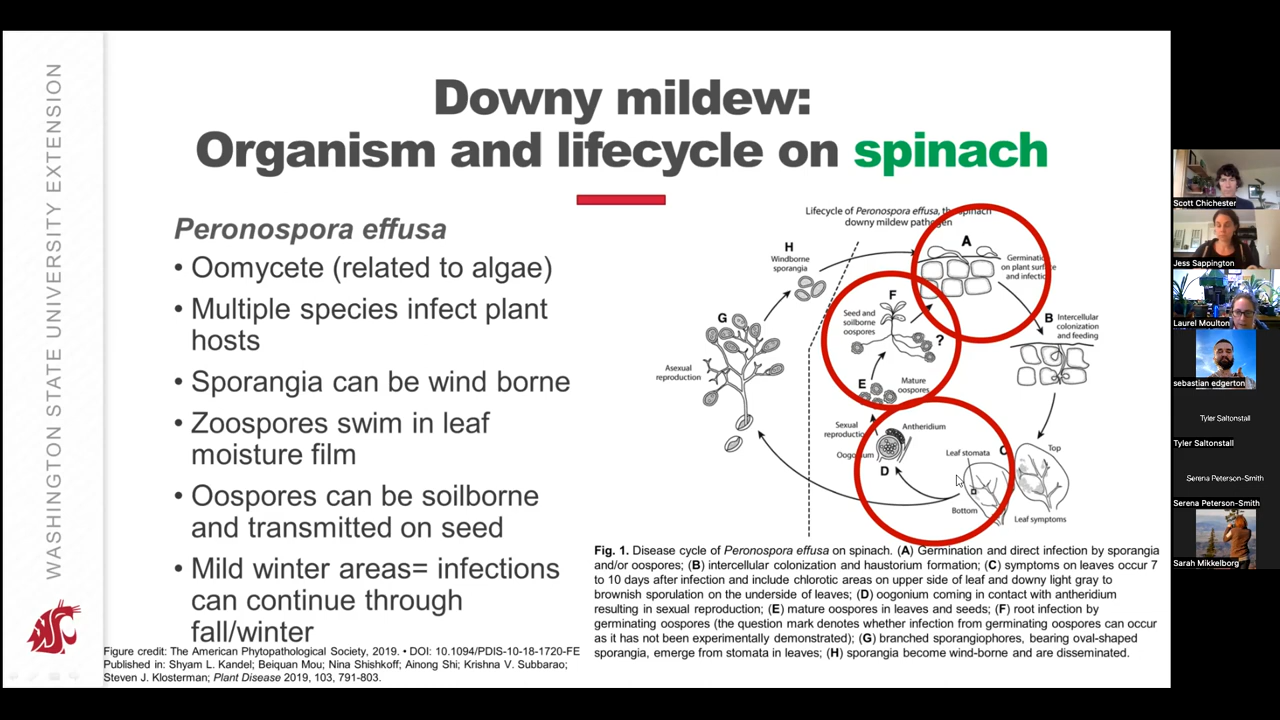 WASHINGTON STATE UNIVERSITY EXTENSION
Downy mildew:
Organism and lifecycle on spinach
Peronospora effusa
• Oomycete (related to algae)
• Multiple species infect plant
hosts
• Sporangia can be wind borne
• Zoospores swim in leaf
moisture film
• Oospores can be soilborne
and transmitted on seed
• Mild winter areas= infections
can continue through
fall/winter
Figure credit: The American Phytopathological Society, 2019. • DOI: 10.1094/PDIS-10-18-1720-FE
Published in: Shyam L. Kandel; Beiquan Mou; Nina Shishkoff; Ainong Shi; Krishna V. Subbarao;
Steven J. Klosterman; Plant Disease 2019, 103, 791-803.
Lifecycle of Peronospora effusa, the spinach
downy mildew pathogen
A
Germination
on plant surface
and infection
H
Windborne
sporangia
F
Seed and
soilborne
oospores
?
B
Intercellular
colonization
and feeding
G
Asexual
reproduction
E
Mature
oospores
Sexual
reproduction
Antheridium
Oogonium
D
Leaf stomata
C
Top
Bottom
Leaf symptoms
Fig. 1. Disease cycle of Peronospora effusa on spinach. (A) Germination and direct infection by sporangia
and/or oospores; (B) intercellular colonization and haustorium formation; (C) symptoms on leaves occur 7
to 10 days after infection and include chlorotic areas on upper side of leaf and downy light gray to
brownish sporulation on the underside of leaves; (D) oogonium coming in contact with antheridium
resulting in sexual reproduction; (E) mature oospores in leaves and seeds; (F) root infection by
germinating oospores (the question mark denotes whether infection from germinating oospores can occur
as it has not been experimentally demonstrated); (G) branched sporangiophores, bearing oval-shaped
sporangia, emerge from stomata in leaves; (H) sporangia become wind-borne and are disseminated.
Scott Chichester
Jess Sappington
Laurel Moulton
sebastian edgerton
Tyler Saltonstall
Tyler Saltonstall
Serena Peterson-Smith
Serena Peterson-Smith
Sarah Mikkelborg